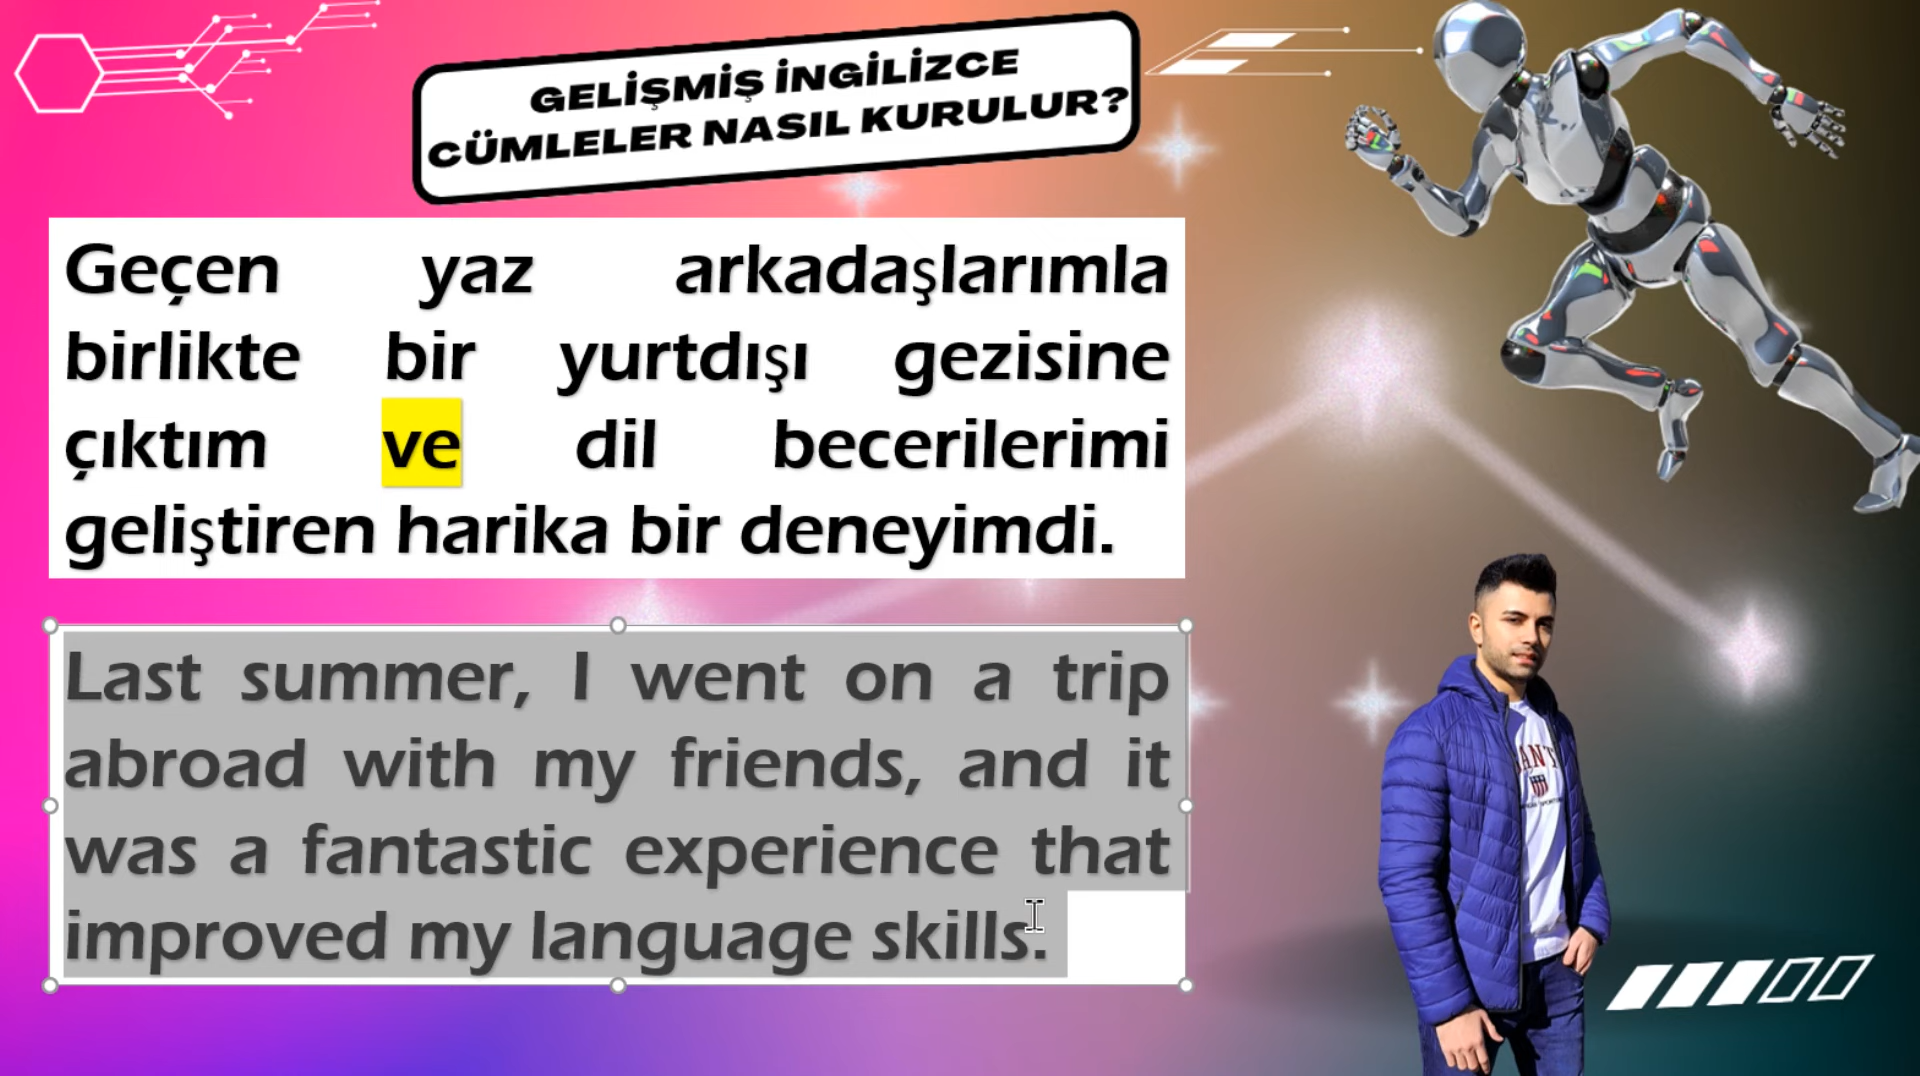 GELİŞMİŞ İNGİLİZCE
CÜMLELER NASIL KURULUR?
Geçen yaz arkadaşlarımla
birlikte bir yurtdışı gezisine
çıktım ve dil becerilerimi
geliştiren harika bir deneyimdi.
Last summer, I went on a trip
abroad with my friends, and it
was a fantastic experience that
improved my language skills.